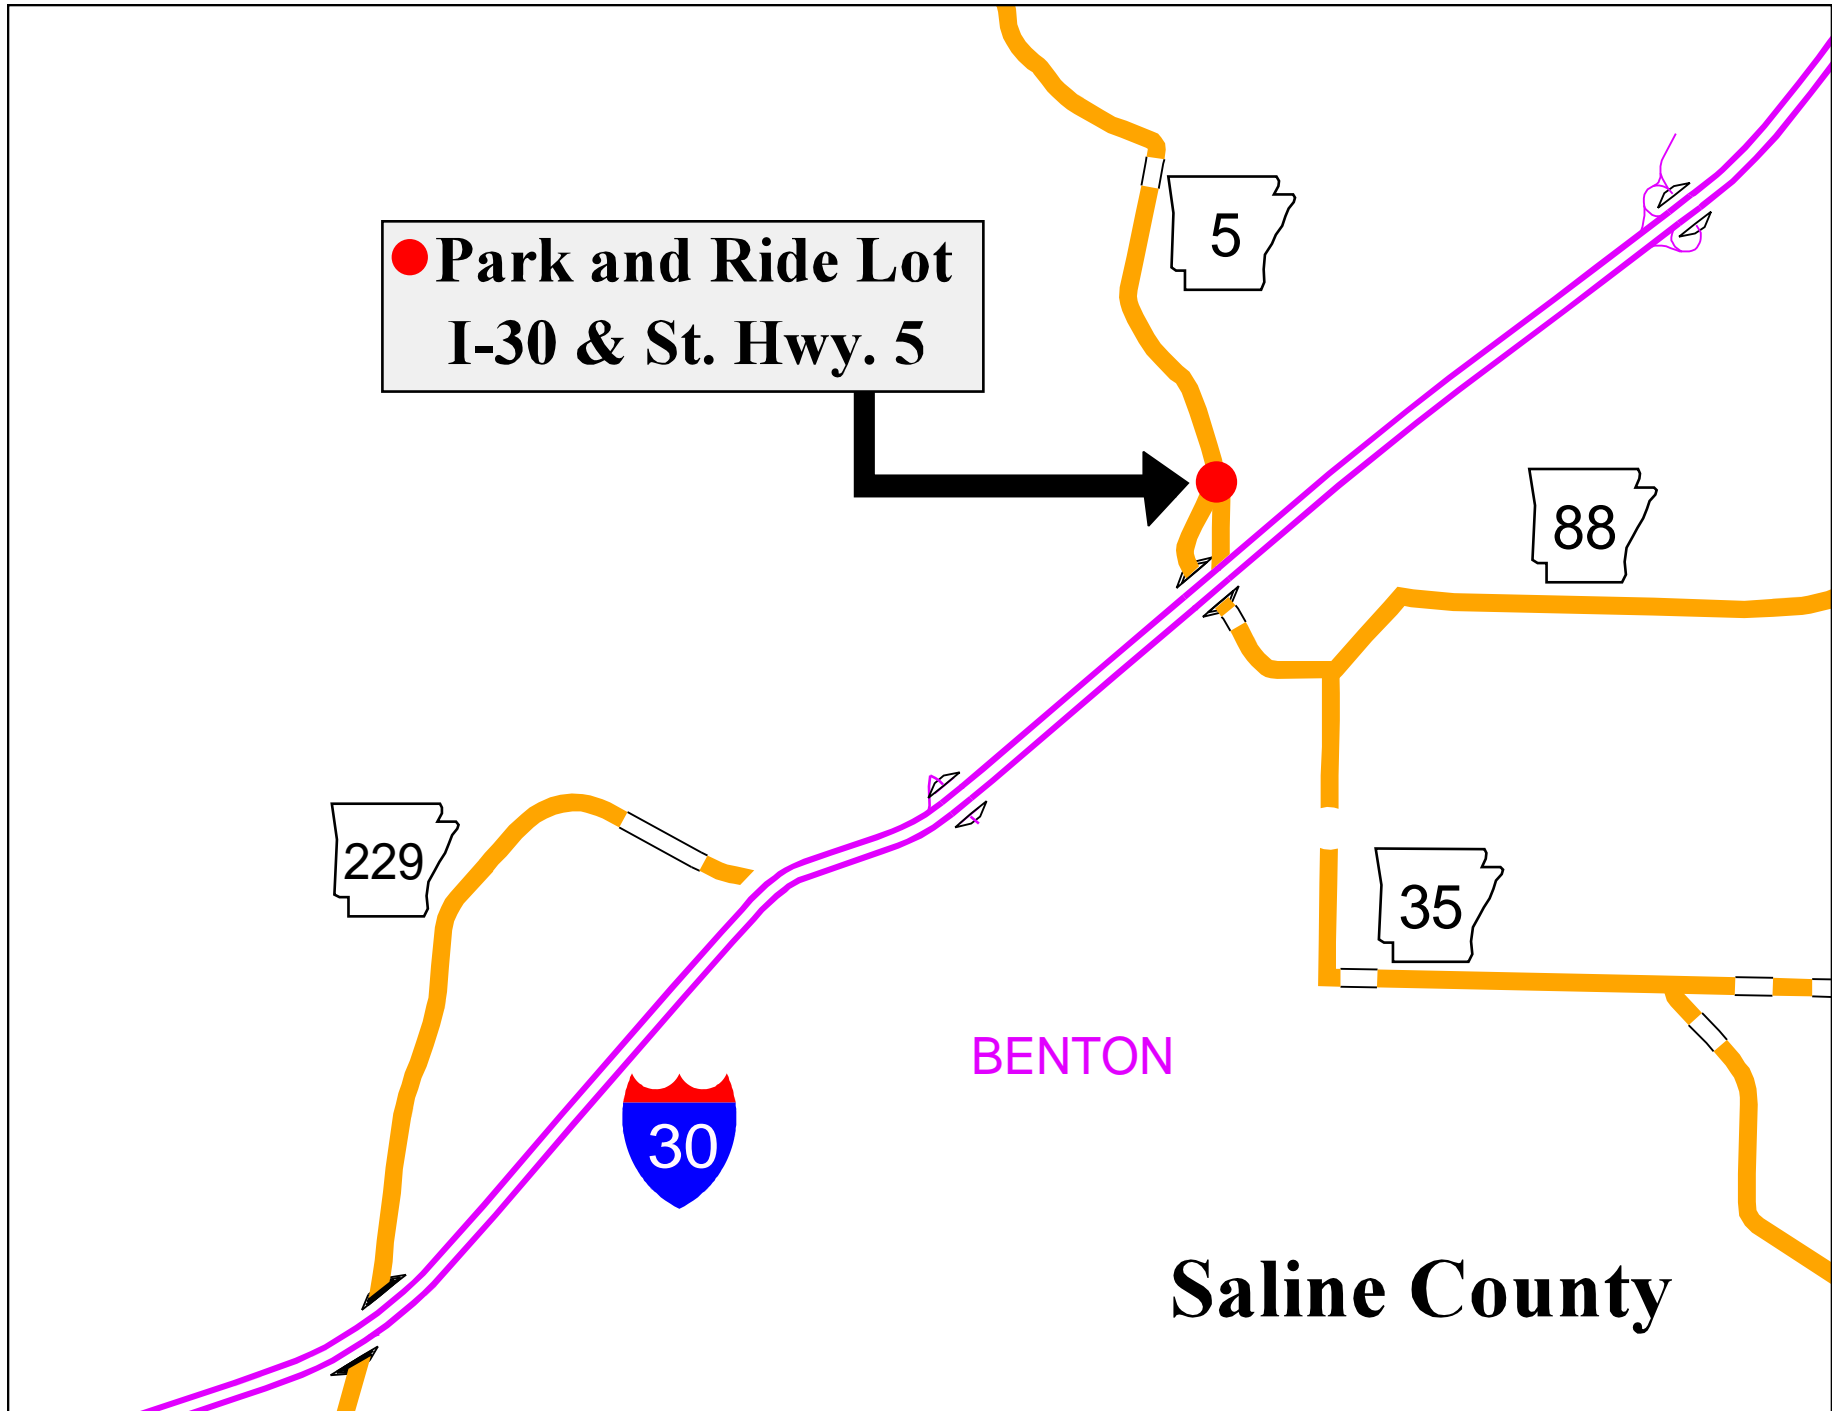 5
Park and Ride Lot
I-30 & St. Hwy. 5
88
229
35
BENTON
30
Saline County